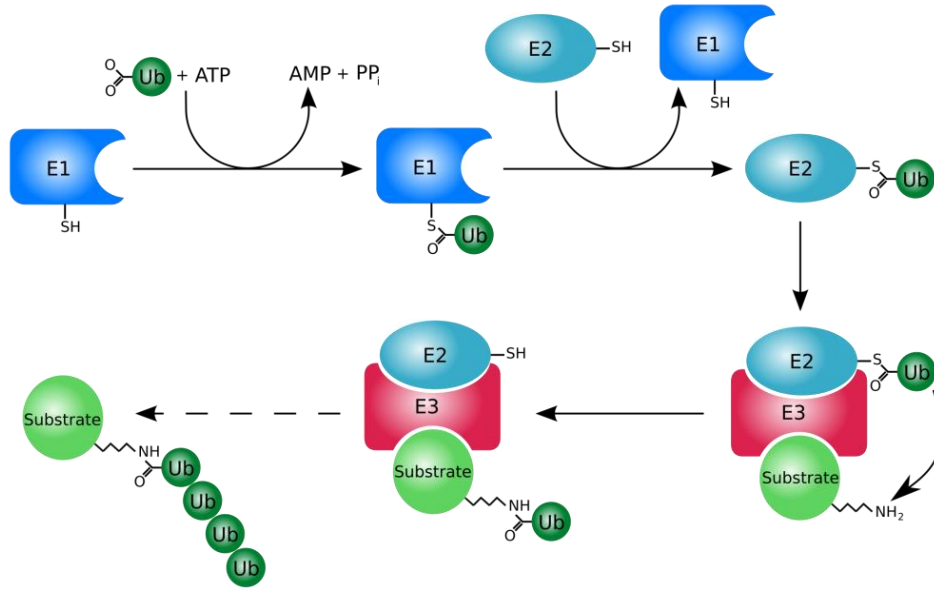 E2
SH
E1
SH
O
O
Ub + ATP
AMP + PPi
E1
SH
E1
S
O
Ub
E2
S
O
Ub
E2
SH
E3
Substrate
NH
O
Ub
E2
S
O
Ub
E3
Substrate
NH2
Substrate
NH
O
Ub
Ub
Ub
Ub